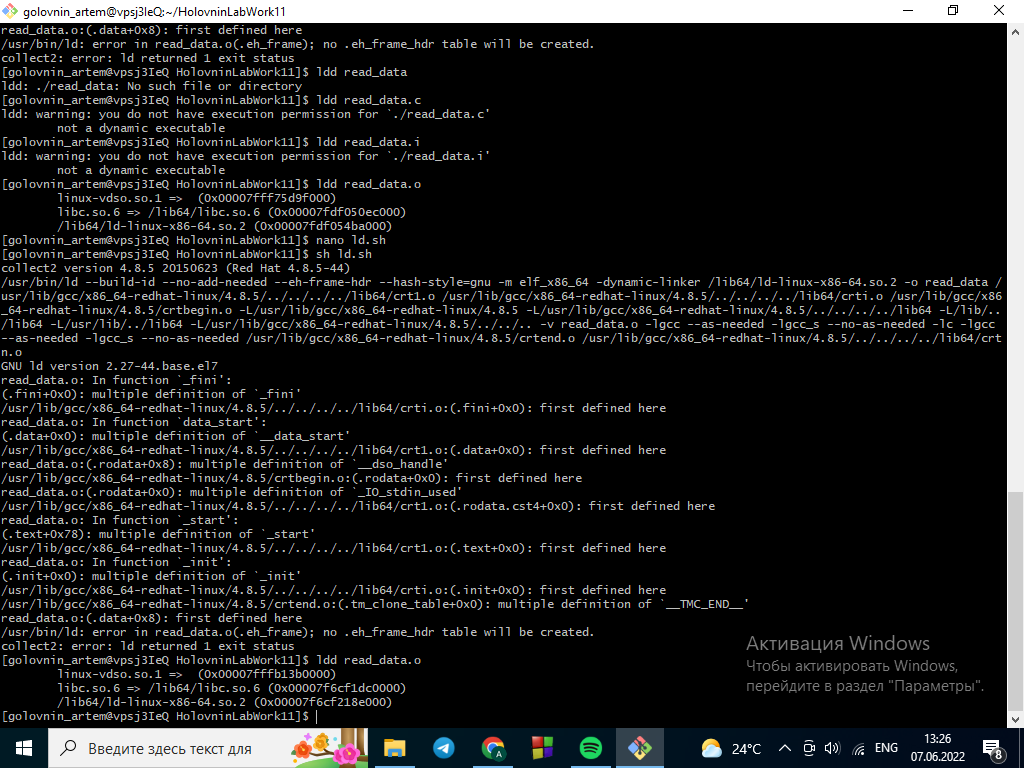 golovnin_artem@vpsj3IeQ:~/HolovninLabWork11
read_data.o:(.data+0x8): first defined here
/usr/bin/ld: error in read_data.o(.eh_frame); no .eh_frame_hdr table will be created.
collect2: error: ld returned 1 exit status
[golovnin_artem@vpsj3IeQ HolovninLabWork11]$ ldd read_data
ldd: ./read_data: No such file or directory
[golovnin_artem@vpsj3IeQ HolovninLabWork11]$ ldd read_data.c
ldd: warning: you do not have execution permission for `./read_data.c'
        not a dynamic executable
[golovnin_artem@vpsj3IeQ HolovninLabWork11]$ ldd read_data.i
ldd: warning: you do not have execution permission for `./read_data.i'
        not a dynamic executable
[golovnin_artem@vpsj3IeQ HolovninLabWork11]$ ldd read_data.o
        linux-vdso.so.1 =>  (0x00007fff75d9f000)
        libc.so.6 => /lib64/libc.so.6 (0x00007fdf050ec000)
        /lib64/ld-linux-x86-64.so.2 (0x00007fdf054ba000)
[golovnin_artem@vpsj3IeQ HolovninLabWork11]$ nano ld.sh
[golovnin_artem@vpsj3IeQ HolovninLabWork11]$ sh ld.sh
collect2 version 4.8.5 20150623 (Red Hat 4.8.5-44)
/usr/bin/ld --build-id --no-add-needed --eh-frame-hdr --hash-style=gnu -m elf_x86_64 -dynamic-linker /lib64/ld-linux-x86-64.so.2 -o read_data /
usr/lib/gcc/x86_64-redhat-linux/4.8.5/../../../../lib64/crt1.o /usr/lib/gcc/x86_64-redhat-linux/4.8.5/../../../../lib64/crti.o /usr/lib/gcc/x86
_64-redhat-linux/4.8.5/crtbegin.o -L/usr/lib/gcc/x86_64-redhat-linux/4.8.5 -L/usr/lib/gcc/x86_64-redhat-linux/4.8.5/../../../../lib64 -L/lib/..
/lib64 -L/usr/lib/../lib64 -L/usr/lib/gcc/x86_64-redhat-linux/4.8.5/../../.. -v read_data.o -lgcc --as-needed -lgcc_s --no-as-needed -lc -lgcc
--as-needed -lgcc_s --no-as-needed /usr/lib/gcc/x86_64-redhat-linux/4.8.5/crtend.o /usr/lib/gcc/x86_64-redhat-linux/4.8.5/../../../../lib64/crt
n.o
GNU ld version 2.27-44.base.el7
read_data.o: In function `_fini':
(.fini+0x0): multiple definition of `_fini'
/usr/lib/gcc/x86_64-redhat-linux/4.8.5/../../../../lib64/crti.o:(.fini+0x0): first defined here
read_data.o: In function `data_start':
(.data+0x0): multiple definition of `__data_start'
/usr/lib/gcc/x86_64-redhat-linux/4.8.5/../../../../lib64/crt1.o:(.data+0x0): first defined here
read_data.o:(.rodata+0x8): multiple definition of `__dso_handle'
/usr/lib/gcc/x86_64-redhat-linux/4.8.5/crtbegin.o:(.rodata+0x0): first defined here
read_data.o:(.rodata+0x0): multiple definition of `_IO_stdin_used'
/usr/lib/gcc/x86_64-redhat-linux/4.8.5/../../../../lib64/crt1.o:(.rodata.cst4+0x0): first defined here
read_data.o: In function `_start':
(.text+0x78): multiple definition of `_start'
/usr/lib/gcc/x86_64-redhat-linux/4.8.5/../../../../lib64/crt1.o:(.text+0x0): first defined here
read_data.o: In function `_init':
(.init+0x0): multiple definition of `_init'
/usr/lib/gcc/x86_64-redhat-linux/4.8.5/../../../../lib64/crti.o:(.init+0x0): first defined here
/usr/lib/gcc/x86_64-redhat-linux/4.8.5/crtend.o:(.tm_clone_table+0x0): multiple definition of `__TMC_END__'
read_data.o:(.data+0x8): first defined here
/usr/bin/ld: error in read_data.o(.eh_frame); no .eh_frame_hdr table will be created.
collect2: error: ld returned 1 exit status
[golovnin_artem@vpsj3IeQ HolovninLabWork11]$ ldd read_data.o
        linux-vdso.so.1 =>  (0x00007fffb13b0000)
        libc.so.6 => /lib64/libc.so.6 (0x00007f6cf1dc0000)
        /lib64/ld-linux-x86-64.so.2 (0x00007f6cf218e000)
[golovnin_artem@vpsj3IeQ HolovninLabWork11]$
Активация Windows
Чтобы активировать Windows,
перейдите в раздел "Параметры".
Введите здесь текст для
A
24°C
ENG
13:26
07.06.2022
8